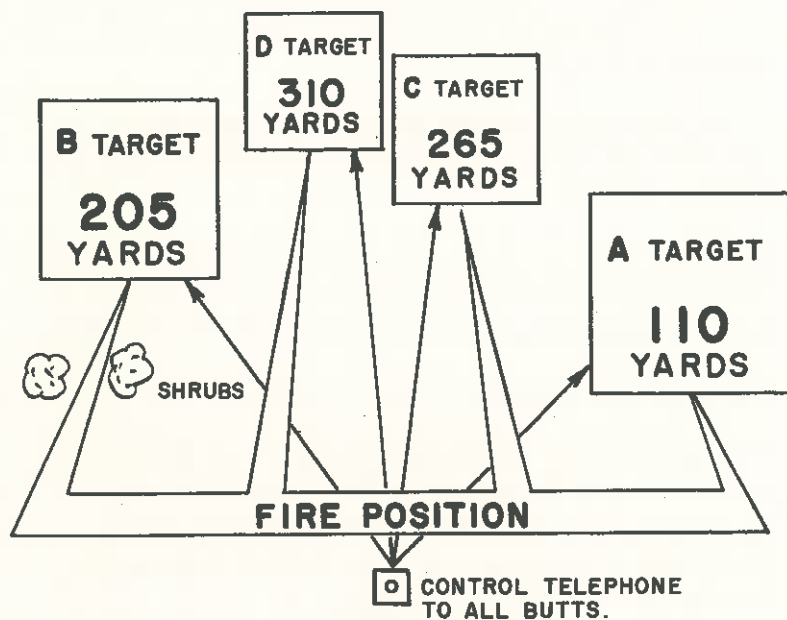 D TARGET
310
YARDS
C TARGET
265
YARDS
B TARGET
205
YARDS
A TARGET
110
YARDS
SHRUBS
FIRE POSITION
CONTROL TELEPHONE
TO ALL BUTTS.